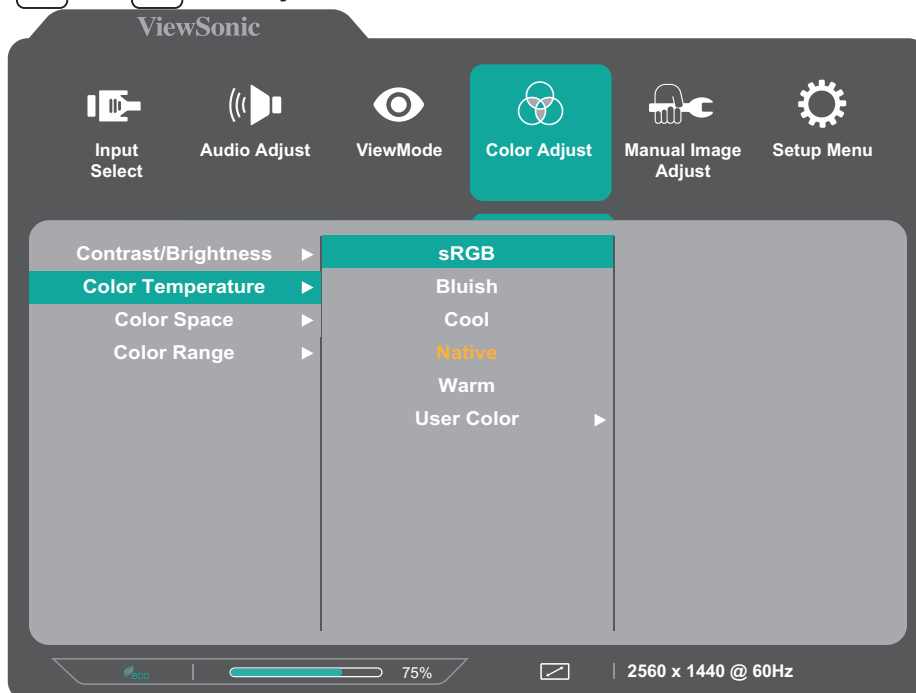 ViewSonic
Input Select
Audio Adjust
ViewMode
Color Adjust
Manual Image Adjust
Setup Menu
Contrast/Brightness
Color Temperature
Color Space
Color Range
sRGB
Bluish
Cool
Native
Warm
User Color
eco
75%
2560 x 1440 @ 60Hz